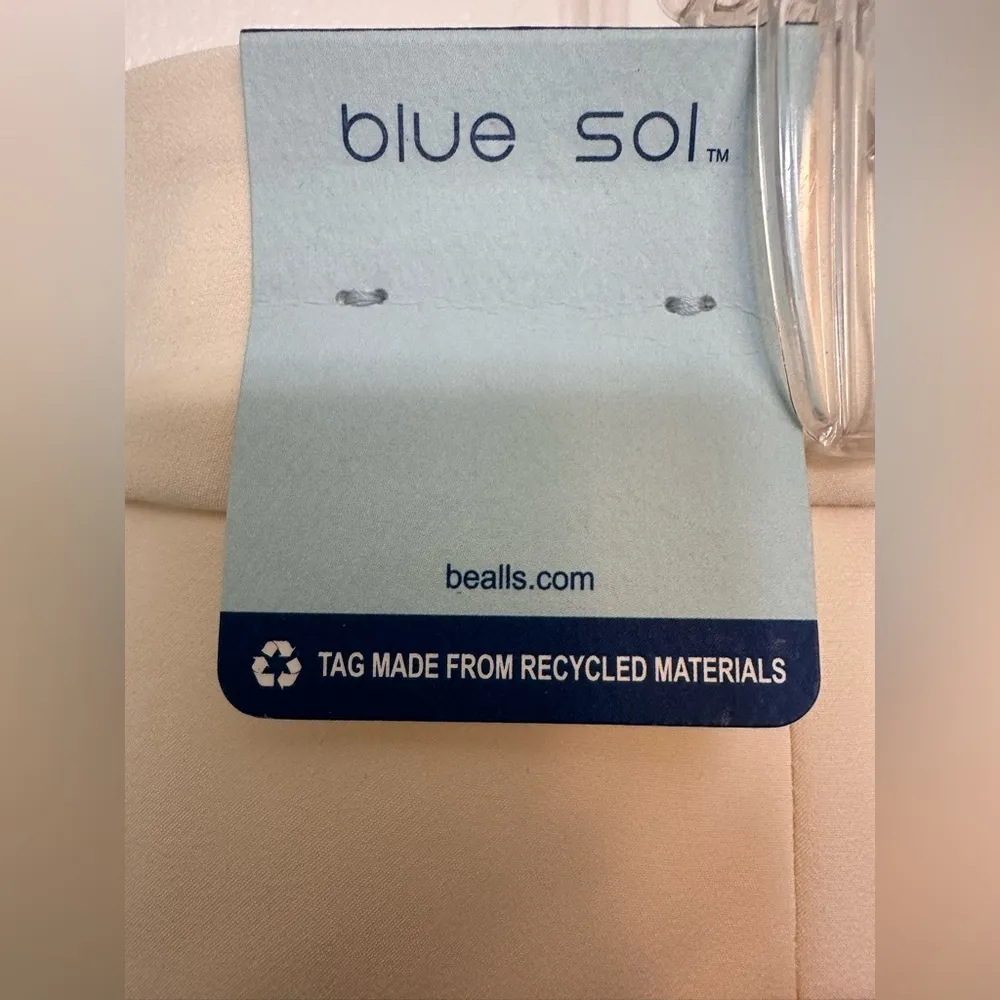 blue sol™
bealls.com
TAG MADE FROM RECYCLED MATERIALS